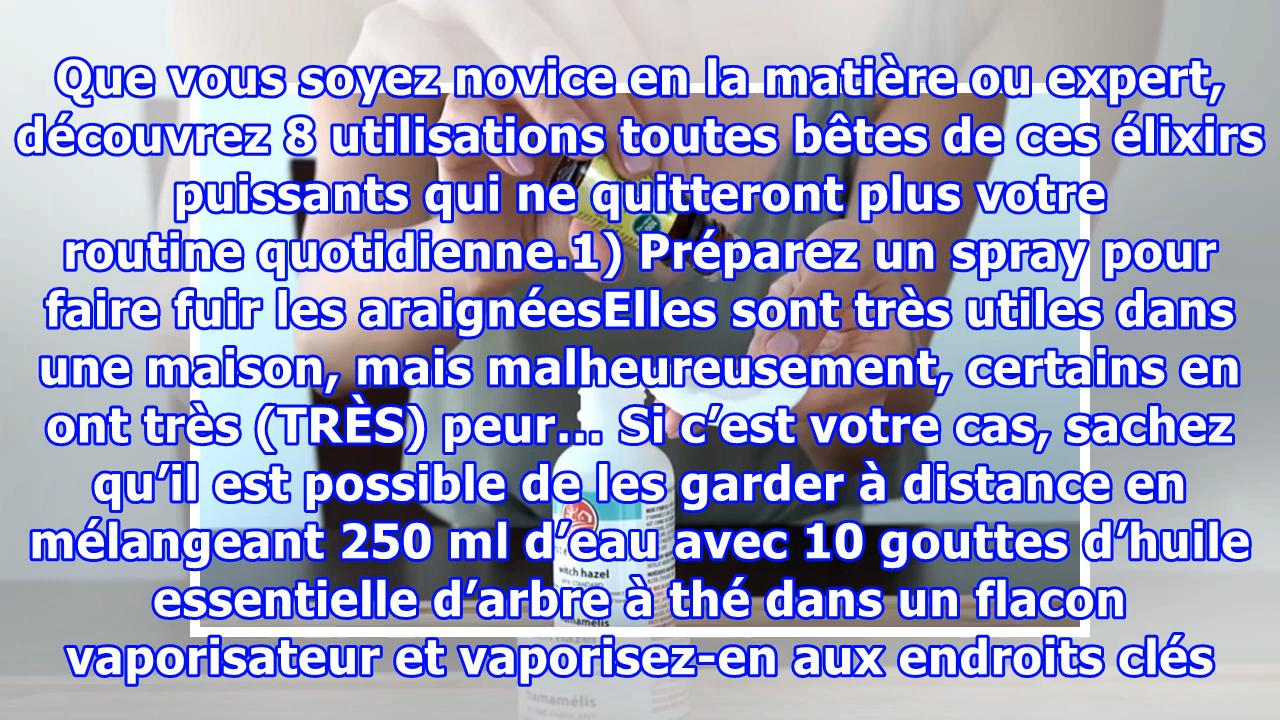 Que vous soyez novice en la matière ou expert,
découvrez 8 utilisations toutes bêtes de ces élixirs
puissants qui ne quitteront plus votre
routine quotidienne.1) Préparez un spray pour
faire fuir les araignéesElles sont très utiles dans
une maison, mais malheureusement, certains en
ont très (TRÈS) peur... Si c’est votre cas, sachez
qu’il est possible de les garder à distance en
mélangeant 250 ml d’eau avec 10 gouttes d’huile
essentielle d’arbre à thé dans un flacon
vaporisateur et vaporisez-en aux endroits clés
witch hazel
hamamélis
hamamélis